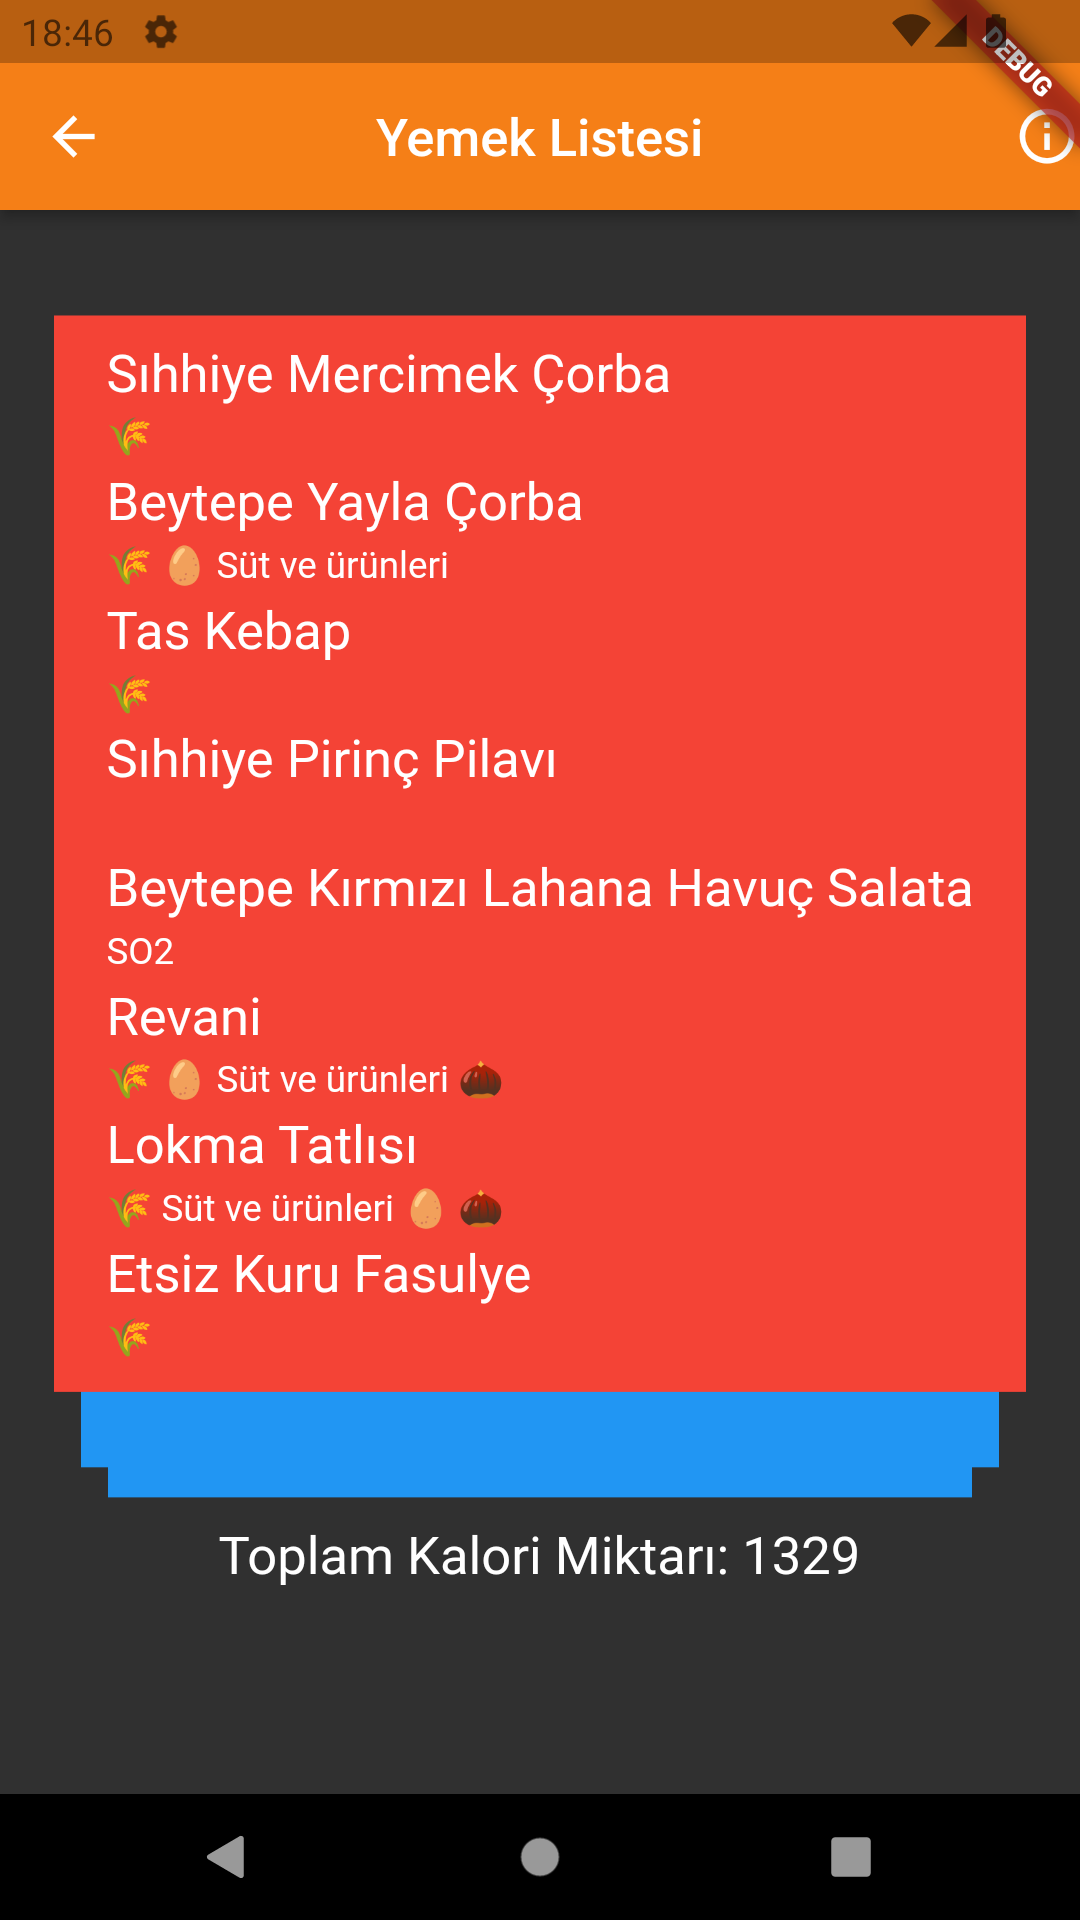 18:46
DEBUG
Yemek Listesi
Sıhhiye Mercimek Çorba
🌾
Beytepe Yayla Çorba
🌾 🥚 Süt ve ürünleri
Tas Kebap
🌾
Sıhhiye Pirinç Pilavı
Beytepe Kırmızı Lahana Havuç Salata
SO2
Revani
🌾 🥚 Süt ve ürünleri 🌰
Lokma Tatlısı
🌾 Süt ve ürünleri 🥚 🌰
Etsiz Kuru Fasulye
🌾
Toplam Kalori Miktarı: 1329